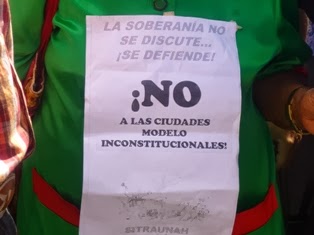 LA SOBERANÍA NO
SE DISCUTE...
¡SE DEFIENDE!
¡NO
A LAS CIUDADES
MODELO
INCONSTITUCIONALES!
SITRAUNAH